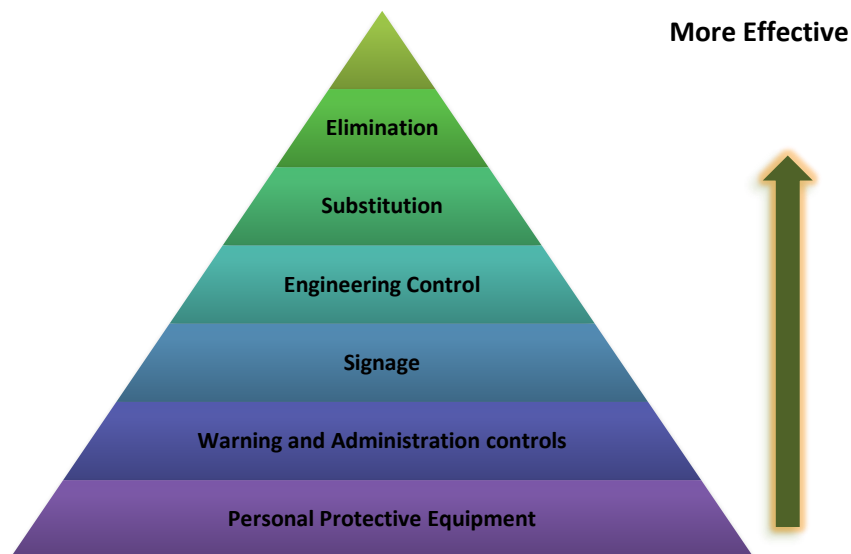 More Effective
Elimination
Substitution
Engineering Control
Signage
Warning and Administration controls
Personal Protective Equipment